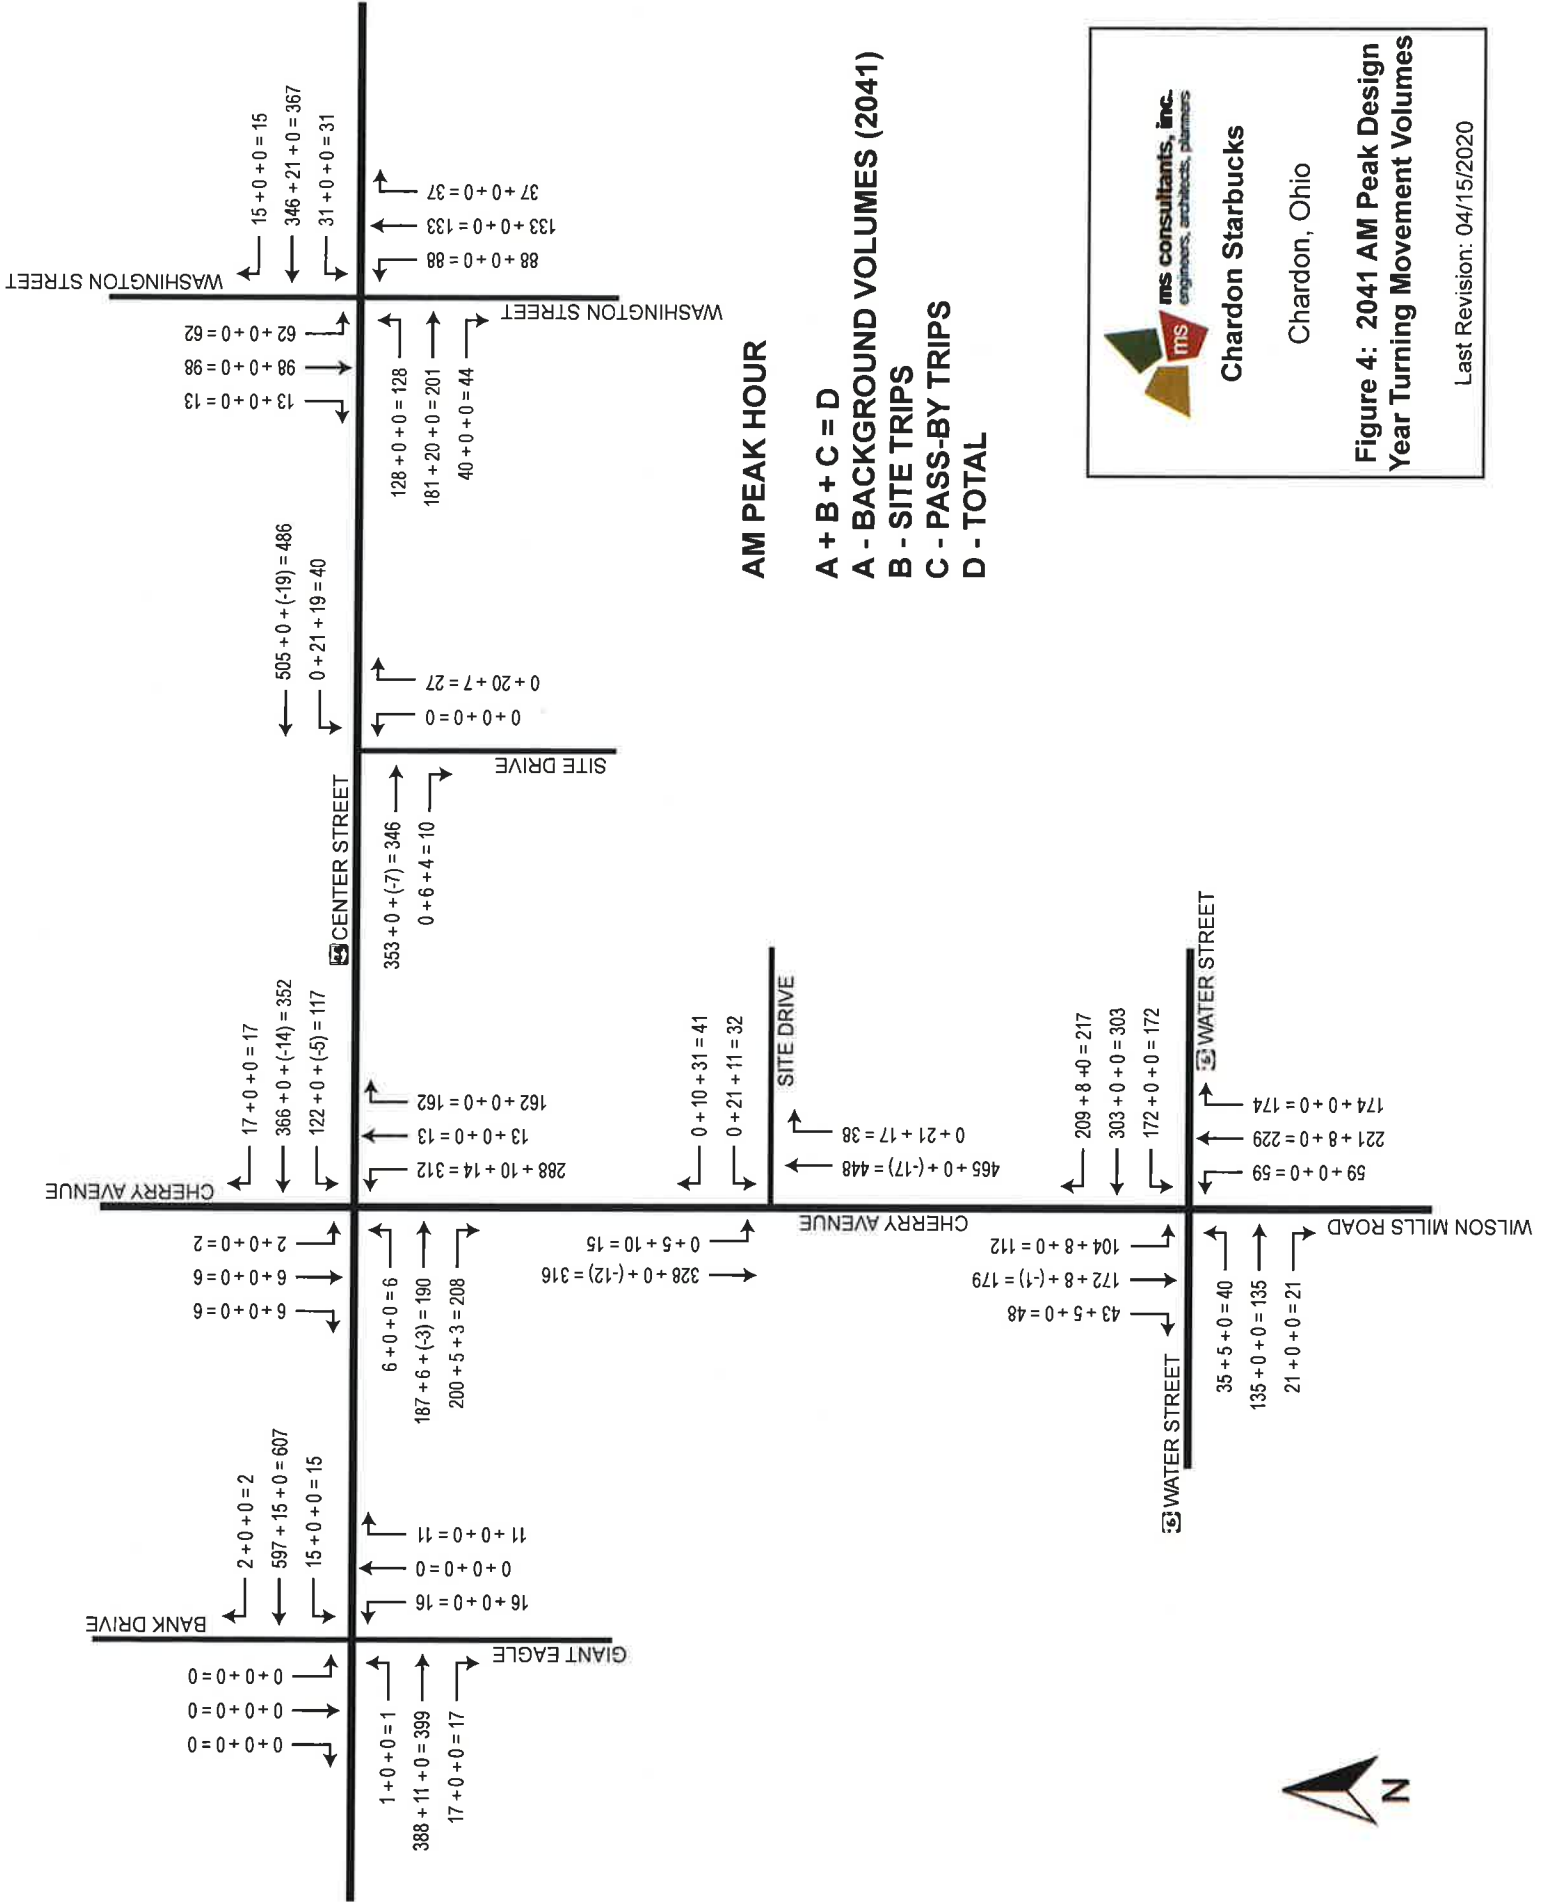 BANK DRIVE
0 + 0 + 0 = 0
0 + 0 + 0 = 0
0 + 0 + 0 = 0
2 + 0 + 0 = 2
597 + 15 + 0 = 607
15 + 0 + 0 = 15
1 + 0 + 0 = 1
388 + 11 + 0 = 399
17 + 0 + 0 = 17
16 + 0 + 0 = 16
0 + 0 + 0 = 0
11 + 0 + 0 = 11
GIANT EAGLE
CHERRY AVENUE
6 + 0 + 0 = 6
6 + 0 + 0 = 6
2 + 0 + 0 = 2
17 + 0 + 0 = 17
366 + 0 + (-14) = 352
122 + 0 + (-5) = 117
6 + 0 + 0 = 6
187 + 6 + (-3) = 190
200 + 5 + 3 = 208
288 + 10 + 14 = 312
13 + 0 + 0 = 13
162 + 0 + 0 = 162
CENTER STREET
505 + 0 + (-19) = 486
0 + 21 + 19 = 40
353 + 0 + (-7) = 346
0 + 6 + 4 = 10
0 + 0 + 0 = 0
0 + 20 + 7 = 27
SITE DRIVE
WASHINGTON STREET
13 + 0 + 0 = 13
98 + 0 + 0 = 98
62 + 0 + 0 = 62
15 + 0 + 0 = 15
346 + 21 + 0 = 367
31 + 0 + 0 = 31
128 + 0 + 0 = 128
181 + 20 + 0 = 201
40 + 0 + 0 = 44
88 + 0 + 0 = 88
133 + 0 + 0 = 133
37 + 0 + 0 = 37
WASHINGTON STREET
328 + 0 + (-12) = 316
0 + 5 + 10 = 15
0 + 10 + 31 = 41
0 + 21 + 11 = 32
SITE DRIVE
465 + 0 + (-17) = 448
0 + 21 + 17 = 38
CHERRY AVENUE
43 + 5 + 0 = 48
172 + 8 + (-1) = 179
104 + 8 + 0 = 112
209 + 8 +0 = 217
303 + 0 + 0 = 303
172 + 0 + 0 = 172
6 WATER STREET
6 WATER STREET
35 + 5 + 0 = 40
135 + 0 + 0 = 135
21 + 0 + 0 = 21
59 + 0 + 0 = 59
221 + 8 + 0 = 229
174 + 0 + 0 = 174
WILSON MILLS ROAD
AM PEAK HOUR
A + B + C = D
A - BACKGROUND VOLUMES (2041)
B - SITE TRIPS
C - PASS-BY TRIPS
D - TOTAL
N
ms
ms consultants, inc.
engineers, architects, planners
Chardon Starbucks
Chardon, Ohio
Figure 4: 2041 AM Peak Design
Year Turning Movement Volumes
Last Revision: 04/15/2020